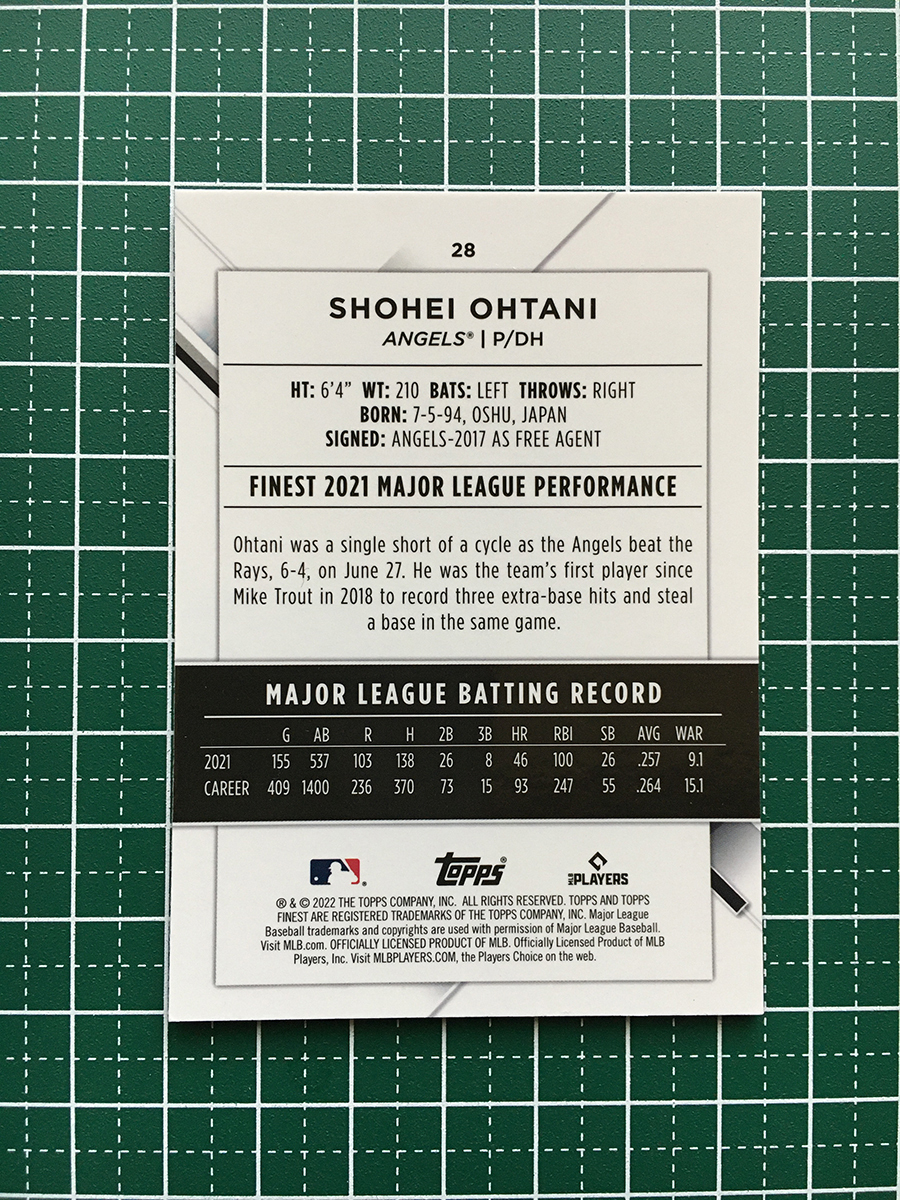 28
SHOHEI OHTANI
ANGELS® | P/DH
HT: 6'4" WT: 210 BATS: LEFT THROWS: RIGHT
BORN: 7-5-94, OSHU, JAPAN
SIGNED: ANGELS-2017 AS FREE AGENT
FINEST 2021 MAJOR LEAGUE PERFORMANCE
Ohtani was a single short of a cycle as the Angels beat the
Rays, 6-4, on June 27. He was the team's first player since
Mike Trout in 2018 to record three extra-base hits and steal
a base in the same game.
MAJOR LEAGUE BATTING RECORD
G AB R H 2B 3B HR RBI SB AVG WAR
2021 155 537 103 138 26 8 46 100 26 .257 9.1
CAREER 409 1400 236 370 73 15 93 247 55 .264 15.1
® topps® MLB PLAYERS
® & © 2022 THE TOPPS COMPANY, INC. ALL RIGHTS RESERVED. TOPPS AND TOPPS
FINEST ARE REGISTERED TRADEMARKS OF THE TOPPS COMPANY, INC. Major League
Baseball trademarks and copyrights are used with permission of Major League Baseball.
Visit MLB.com. OFFICIALLY LICENSED PRODUCT OF MLB. Officially Licensed Product of MLB
Players, Inc. Visit MLBPLAYERS.COM, the Players Choice on the web.